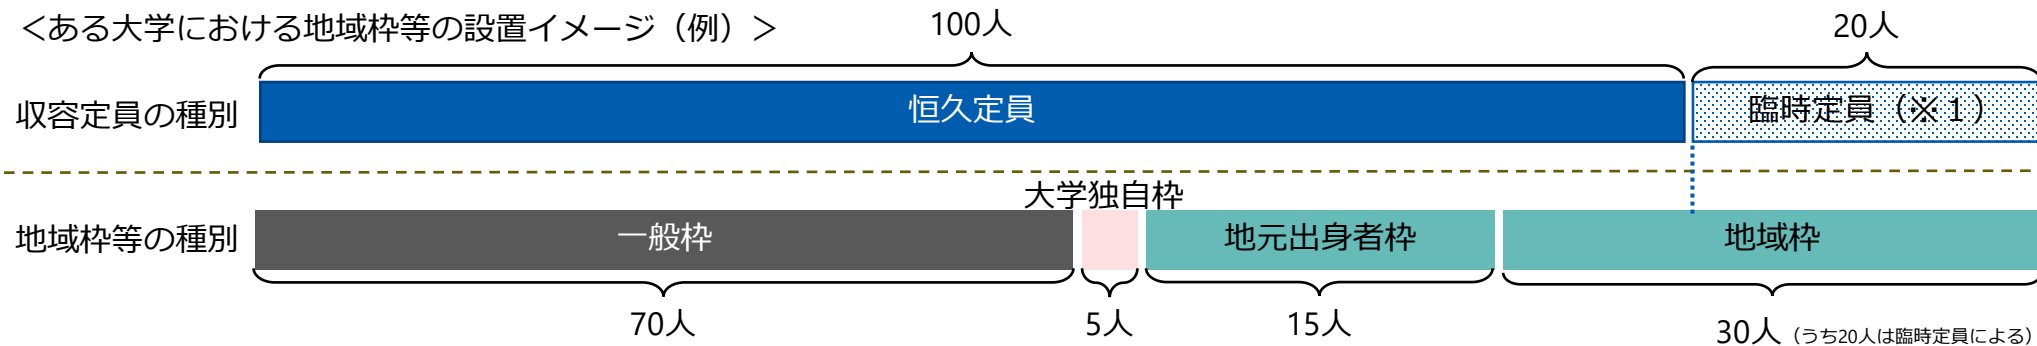 ＜ある大学における地域枠等の設置イメージ（例）＞
100人
20人
収容定員の種別
恒久定員
臨時定員（※１）
大学独自枠
地域枠等の種別
一般枠
地元出身者枠
地域枠
70人
5人
15人
30人（うち20人は臨時定員による）